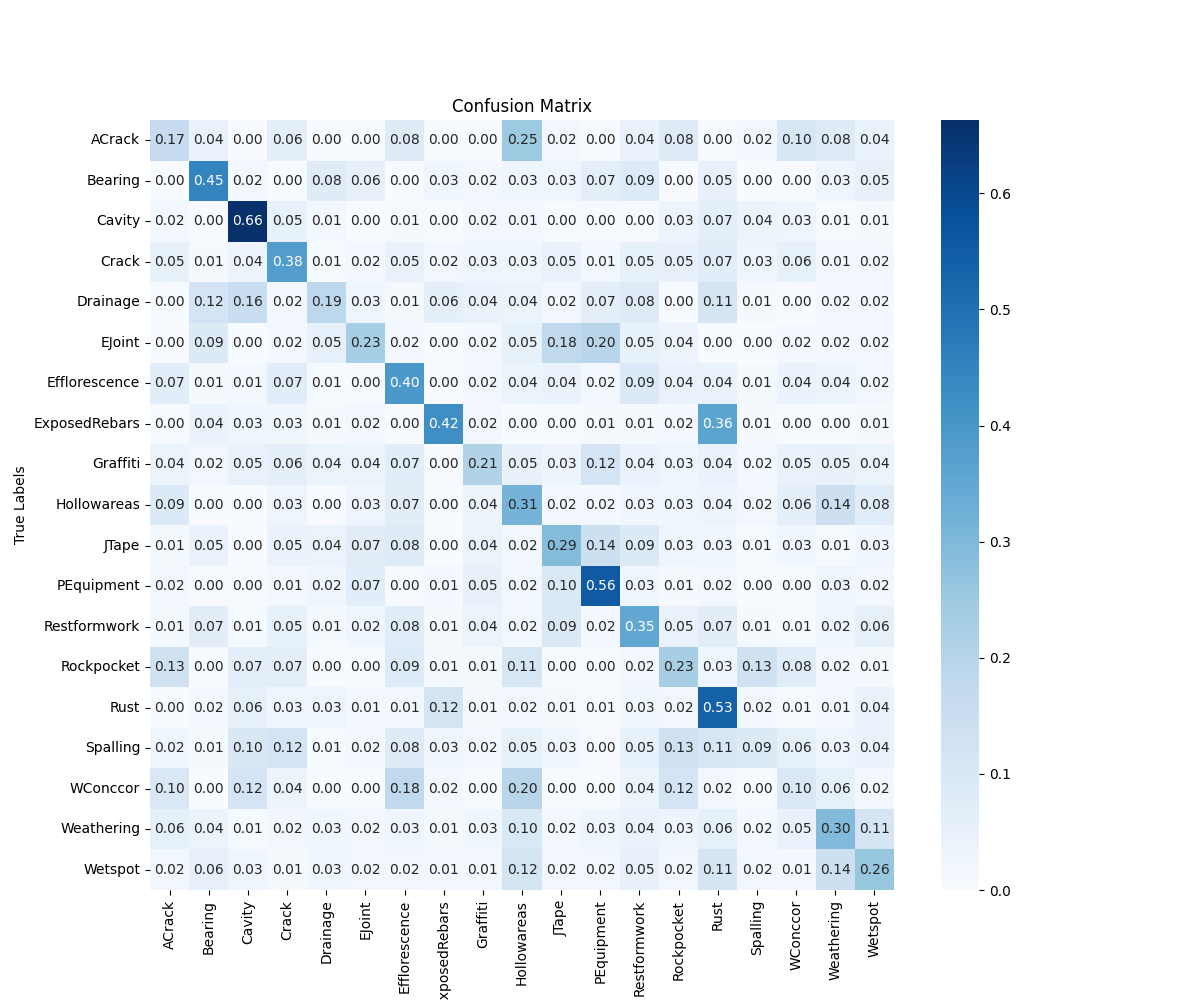 Confusion Matrix
True Labels
ACrack 0.17 0.04 0.00 0.06 0.00 0.00 0.08 0.00 0.00 0.25 0.02 0.00 0.04 0.08 0.00 0.02 0.10 0.08 0.04
Bearing 0.00 0.45 0.02 0.00 0.08 0.06 0.00 0.03 0.02 0.03 0.03 0.07 0.09 0.00 0.05 0.00 0.00 0.03 0.05
Cavity 0.02 0.00 0.66 0.05 0.01 0.00 0.01 0.00 0.02 0.01 0.00 0.00 0.00 0.03 0.07 0.04 0.03 0.01 0.01
Crack 0.05 0.01 0.04 0.38 0.01 0.02 0.05 0.02 0.03 0.03 0.05 0.01 0.05 0.05 0.07 0.03 0.06 0.01 0.02
Drainage 0.00 0.12 0.16 0.02 0.19 0.03 0.01 0.06 0.04 0.04 0.02 0.07 0.08 0.00 0.11 0.01 0.00 0.02 0.02
EJoint 0.00 0.09 0.00 0.02 0.05 0.23 0.02 0.00 0.02 0.05 0.18 0.20 0.05 0.04 0.00 0.00 0.02 0.02 0.02
Efflorescence 0.07 0.01 0.01 0.07 0.01 0.00 0.40 0.00 0.02 0.04 0.04 0.02 0.09 0.04 0.04 0.01 0.04 0.04 0.02
ExposedRebars 0.00 0.04 0.03 0.03 0.01 0.02 0.00 0.42 0.02 0.00 0.00 0.01 0.01 0.02 0.36 0.01 0.00 0.00 0.01
Graffiti 0.04 0.02 0.05 0.06 0.04 0.04 0.07 0.00 0.21 0.05 0.03 0.12 0.04 0.03 0.04 0.02 0.05 0.05 0.04
Hollowareas 0.09 0.00 0.00 0.03 0.00 0.03 0.07 0.00 0.04 0.31 0.02 0.02 0.03 0.03 0.04 0.02 0.06 0.14 0.08
JTape 0.01 0.05 0.00 0.05 0.04 0.07 0.08 0.00 0.04 0.02 0.29 0.14 0.09 0.03 0.03 0.01 0.03 0.01 0.03
PEquipment 0.02 0.00 0.00 0.01 0.02 0.07 0.00 0.01 0.05 0.02 0.10 0.56 0.03 0.01 0.02 0.00 0.00 0.03 0.02
Restformwork 0.01 0.07 0.01 0.05 0.01 0.02 0.08 0.01 0.04 0.02 0.09 0.02 0.35 0.05 0.07 0.01 0.01 0.02 0.06
Rockpocket 0.13 0.00 0.07 0.07 0.00 0.00 0.09 0.01 0.01 0.11 0.00 0.00 0.02 0.23 0.03 0.13 0.08 0.02 0.01
Rust 0.00 0.02 0.06 0.03 0.03 0.01 0.01 0.12 0.01 0.02 0.01 0.01 0.03 0.02 0.53 0.02 0.01 0.01 0.04
Spalling 0.02 0.01 0.10 0.12 0.01 0.02 0.08 0.03 0.02 0.05 0.03 0.00 0.05 0.13 0.11 0.09 0.06 0.03 0.04
WConccor 0.10 0.00 0.12 0.04 0.00 0.00 0.18 0.02 0.00 0.20 0.00 0.00 0.04 0.12 0.02 0.00 0.10 0.06 0.02
Weathering 0.06 0.04 0.01 0.02 0.03 0.02 0.03 0.01 0.03 0.10 0.02 0.03 0.04 0.03 0.06 0.02 0.05 0.30 0.11
Wetspot 0.02 0.06 0.03 0.01 0.03 0.02 0.02 0.01 0.01 0.12 0.02 0.02 0.05 0.02 0.11 0.02 0.01 0.14 0.26
ACrack Bearing Cavity Crack Drainage EJoint Efflorescence xposedRebars Graffiti Hollowareas JTape PEquipment Restformwork Rockpocket Rust Spalling WConccor Weathering Wetspot
0.6
0.5
0.4
0.3
0.2
0.1
0.0